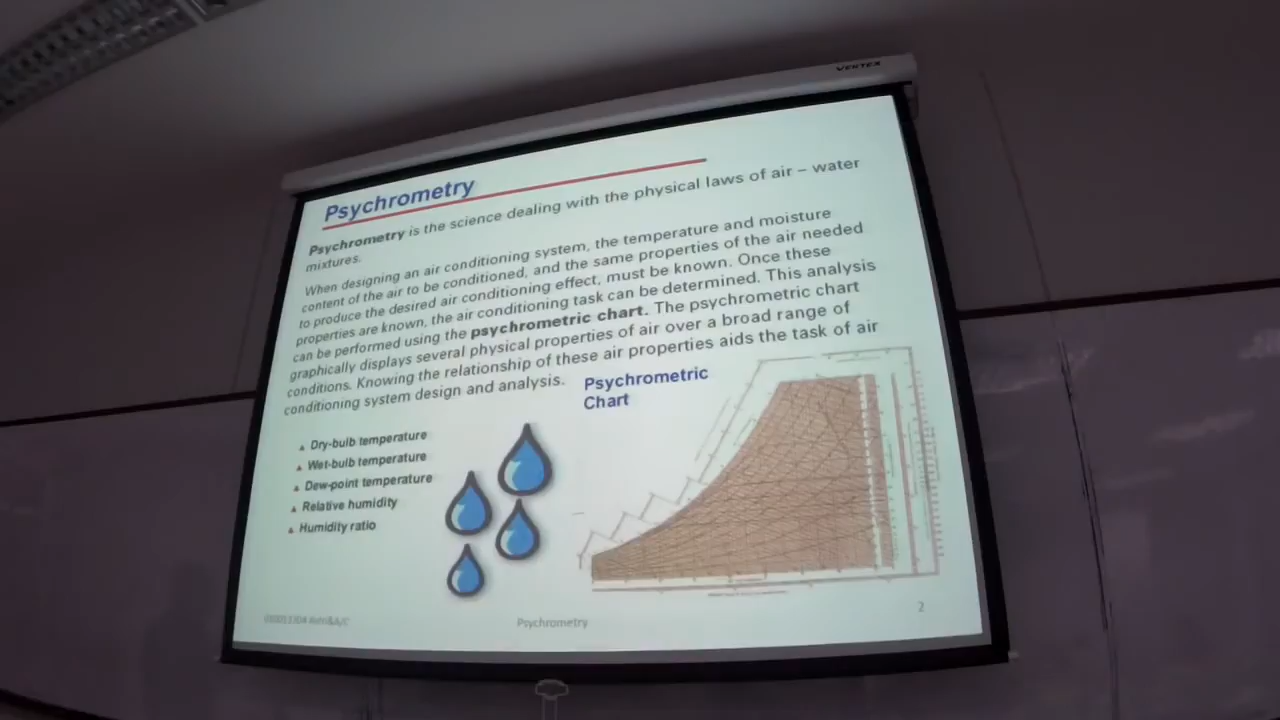 VERTEX
Psychrometry
Psychrometry is the science dealing with the physical laws of air – water
mixtures.
When designing an air conditioning system, the temperature and moisture
content of the air to be conditioned, and the same properties of the air needed
to produce the desired air conditioning effect, must be known. Once these
properties are known, the air conditioning task can be determined. This analysis
can be performed using the psychrometric chart. The psychrometric chart
graphically displays several physical properties of air over a broad range of
conditions. Knowing the relationship of these air properties aids the task of air
conditioning system design and analysis.
Psychrometric
Chart
Dry-bulb temperature
Wet-bulb temperature
Dew-point temperature
Relative humidity
Humidity ratio
Psychrometry
2